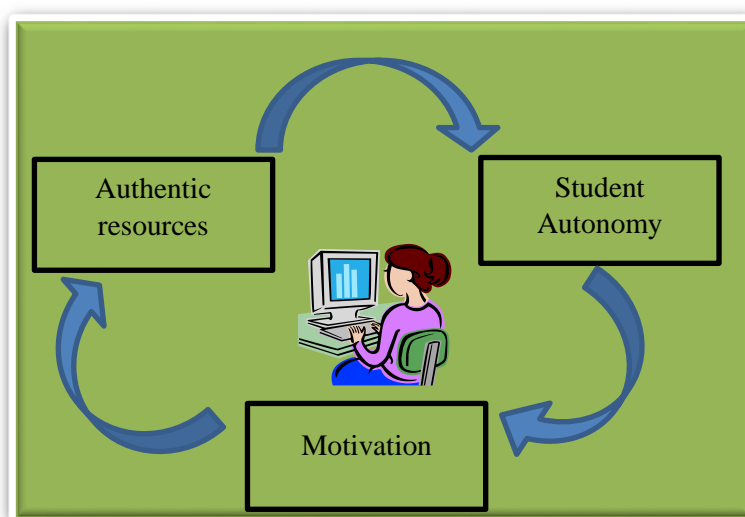 Authentic
resources
Student
Autonomy
Motivation